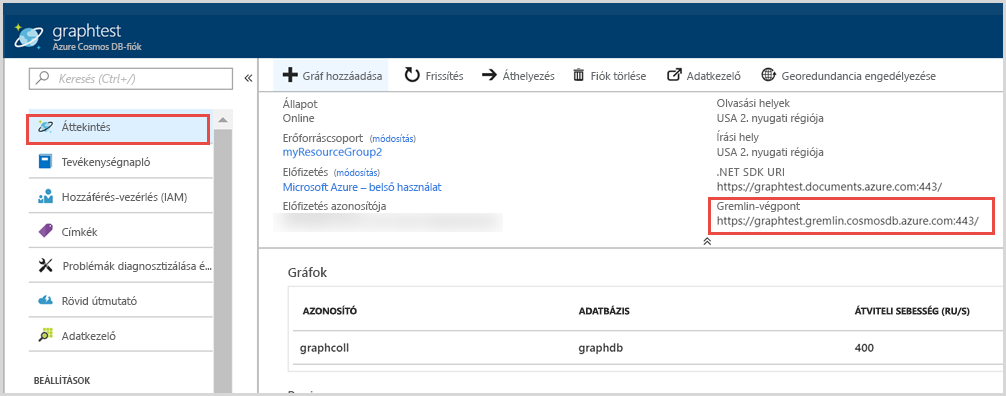 graphtest
Azure Cosmos DB-fiók
Keresés (Ctrl+/)
Áttekintés
Tevékenységnapló
Hozzáférés-vezérlés (IAM)
Címkék
Problémák diagnosztizálása é...
Rövid útmutató
Adatkezelő
BEÁLLÍTÁSOK
Gráf hozzáadása
Frissítés
Áthelyezés
Fiók törlése
Adatkezelő
Georedundancia engedélyezése
Állapot
Online
Erőforráscsoport (módosítás)
myResourceGroup2
Előfizetés (módosítás)
Microsoft Azure – belső használat
Előfizetés azonosítója
Olvasási helyek
USA 2. nyugati régiója
Írási hely
USA 2. nyugati régiója
.NET SDK URI
https://graphtest.documents.azure.com:443/
Gremlin-végpont
https://graphtest.gremlin.cosmosdb.azure.com:443/
Gráfok
AZONOSÍTÓ ADATBÁZIS ÁTVITELI SEBESSÉG (RU/S)
graphcoll graphdb 400